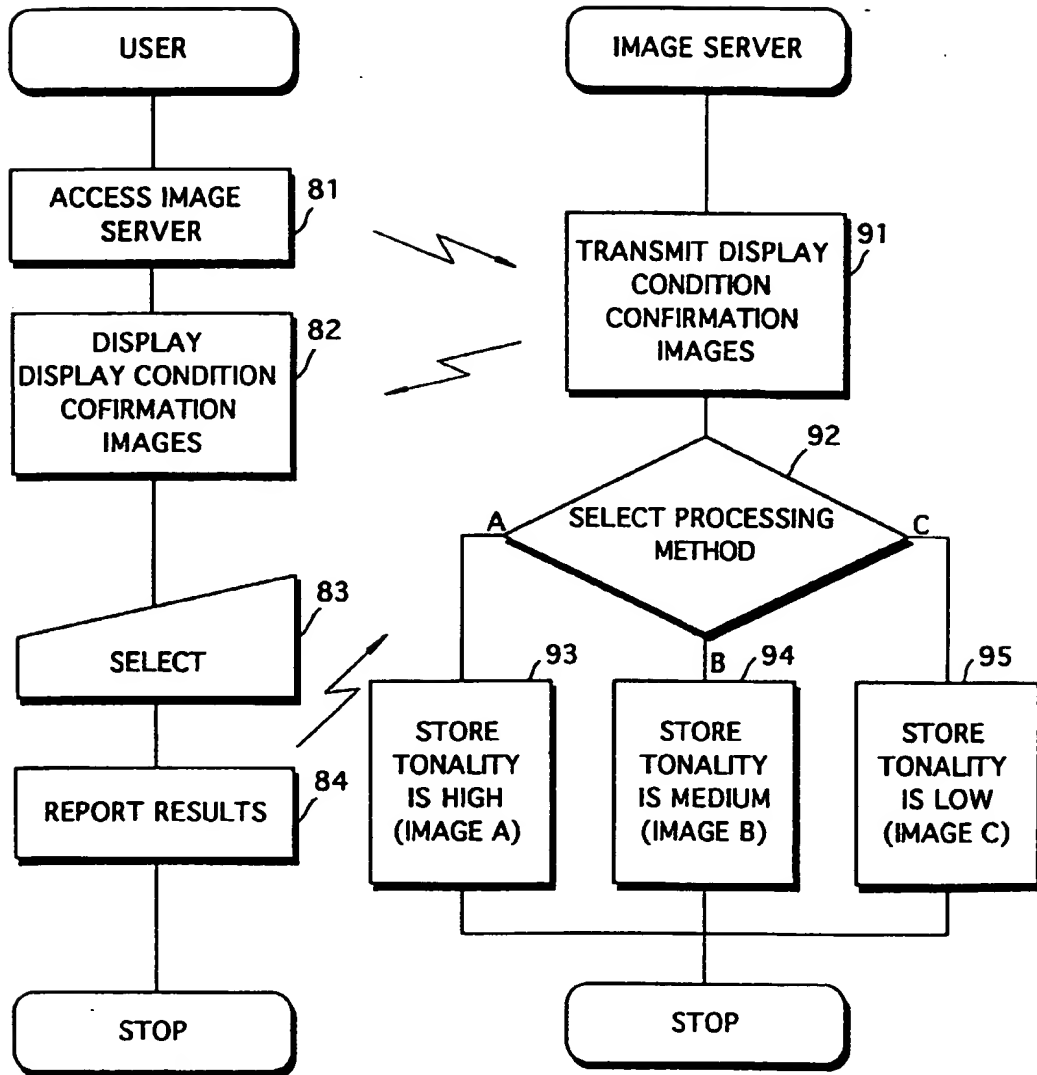 USER
ACCESS IMAGE
SERVER
81
DISPLAY
DISPLAY CONDITION
COFIRMATION
IMAGES
82
SELECT
83
REPORT RESULTS
84
STOP
IMAGE SERVER
TRANSMIT DISPLAY
CONDITION
CONFIRMATION
IMAGES
91
SELECT PROCESSING
METHOD
92
A
B
C
STORE
TONALITY
IS HIGH
(IMAGE A)
93
STORE
TONALITY
IS MEDIUM
(IMAGE B)
94
STORE
TONALITY
IS LOW
(IMAGE C)
95
STOP